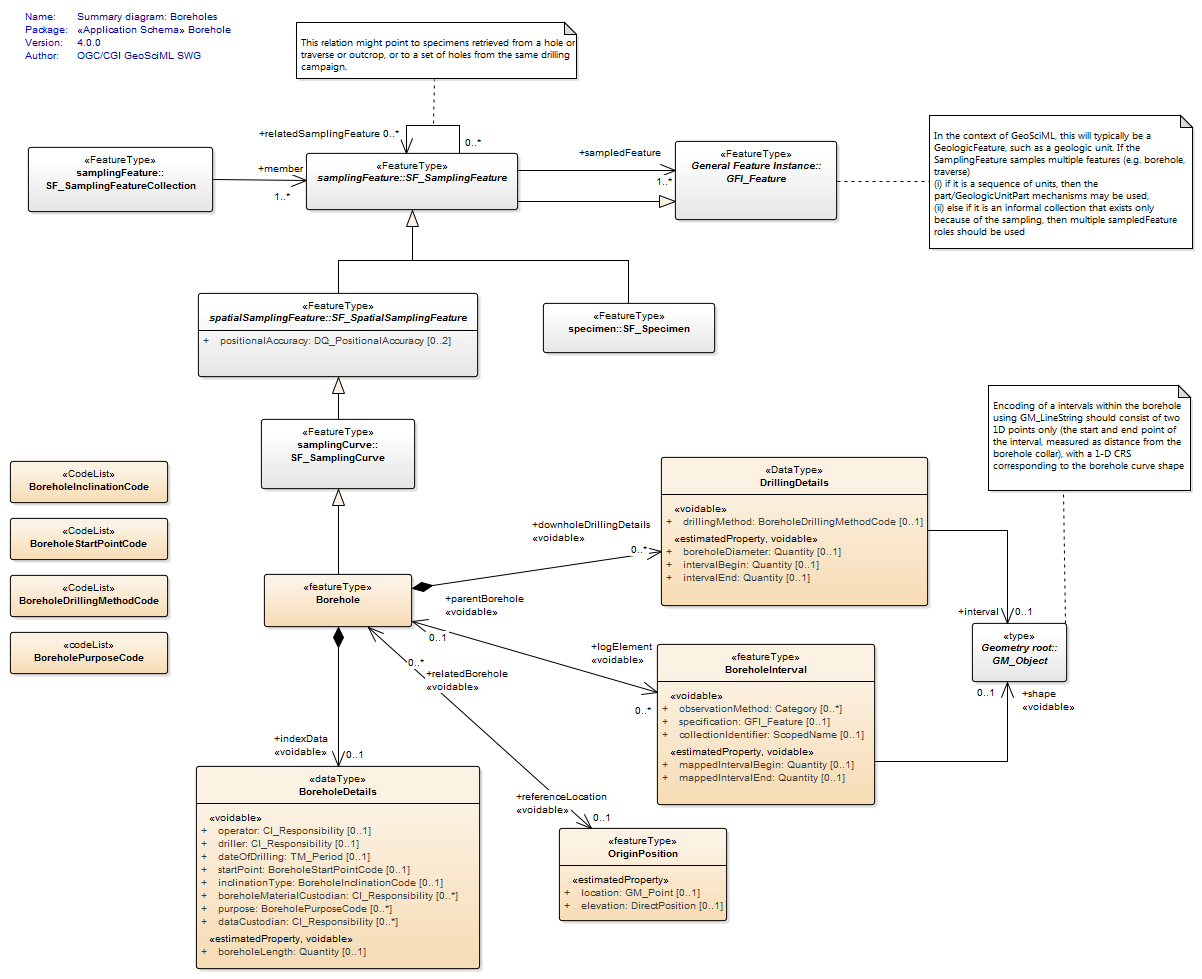 Name: Summary diagram: Boreholes
Package: «Application Schema» Borehole
Version: 4.0.0
Author: OGC/CGI GeoSciML SWG
This relation might point to specimens retrieved from a hole or
traverse or outcrop, or to a set of holes from the same drilling
campaign.
+relatedSamplingFeature 0..*
0..*
«FeatureType»
samplingFeature::
SF_SamplingFeatureCollection
+member
1..*
«FeatureType»
samplingFeature::SF_SamplingFeature
+sampledFeature
1..*
«FeatureType»
General Feature Instance::
GFI_Feature
In the context of GeoSciML, this will typically be a
GeologicFeature, such as a geologic unit. If the
SamplingFeature samples multiple features (e.g. borehole,
traverse)
(i) if it is a sequence of units, then the
part/GeologicUnitPart mechanisms may be used,
(ii) else if it is an informal collection that exists only
because of the sampling, then multiple sampledFeature
roles should be used
«FeatureType»
spatialSamplingFeature::SF_SpatialSamplingFeature
+ positionalAccuracy: DQ_PositionalAccuracy [0..2]
«FeatureType»
specimen::SF_Specimen
«FeatureType»
samplingCurve::
SF_SamplingCurve
Encoding of a intervals within the borehole
using GM_LineString should consist of two
1D points only (the start and end point of
the interval, measured as distance from the
borehole collar), with a 1-D CRS
corresponding to the borehole curve shape
«CodeList»
BoreholeInclinationCode
«CodeList»
BoreholeStartPointCode
«CodeList»
BoreholeDrillingMethodCode
«codeList»
BoreholePurposeCode
«featureType»
Borehole
+downholeDrillingDetails
«voidable»
0..*
«DataType»
DrillingDetails
«voidable»
+ drillingMethod: BoreholeDrillingMethodCode [0..1]
«estimatedProperty, voidable»
+ boreholeDiameter: Quantity [0..1]
+ intervalBegin: Quantity [0..1]
+ intervalEnd: Quantity [0..1]
+parentBorehole
«voidable»
0..1
+logElement
«voidable»
0..*
+interval 0..1
«type»
Geometry root::
GM_Object
0..1 +shape
«voidable»
«featureType»
BoreholeInterval
«voidable»
+ observationMethod: Category [0..*]
+ specification: GFI_Feature [0..1]
+ collectionIdentifier: ScopedName [0..1]
«estimatedProperty, voidable»
+ mappedIntervalBegin: Quantity [0..1]
+ mappedIntervalEnd: Quantity [0..1]
0..*
+relatedBorehole
«voidable»
+indexData
«voidable» 0..1
+referenceLocation
«voidable»
0..1
«dataType»
BoreholeDetails
«voidable»
+ operator: CI_Responsibility [0..1]
+ driller: CI_Responsibility [0..1]
+ dateOfDrilling: TM_Period [0..1]
+ startPoint: BoreholeStartPointCode [0..1]
+ inclinationType: BoreholeInclinationCode [0..1]
+ boreholeMaterialCustodian: CI_Responsibility [0..*]
+ purpose: BoreholePurposeCode [0..*]
+ dataCustodian: CI_Responsibility [0..*]
«estimatedProperty, voidable»
+ boreholeLength: Quantity [0..1]
«featureType»
OriginPosition
«estimatedProperty»
+ location: GM_Point [0..1]
+ elevation: DirectPosition [0..1]